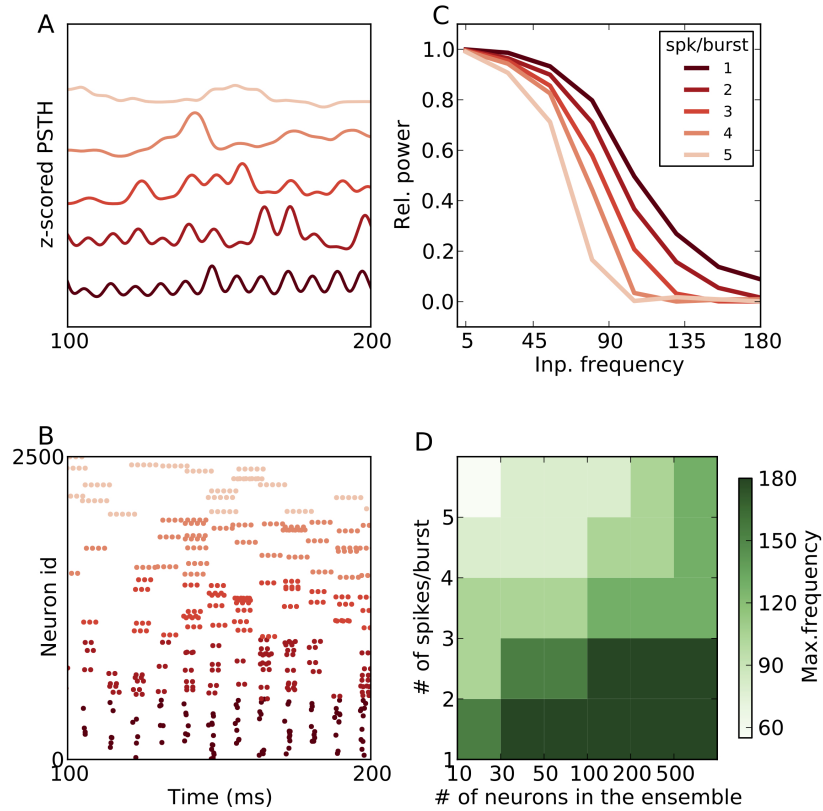 A
z-scored PSTH
100
200
C
1.0
0.8
0.6
0.4
0.2
0.0
Rel. power
spk/burst
1
2
3
4
5
5
45
90
135
180
Inp. frequency
B
2500
0
Neuron id
100
200
Time (ms)
D
5
4
3
2
1
# of spikes/burst
10
30
50
100
200
500
# of neurons in the ensemble
180
150
120
90
60
Max.frequency